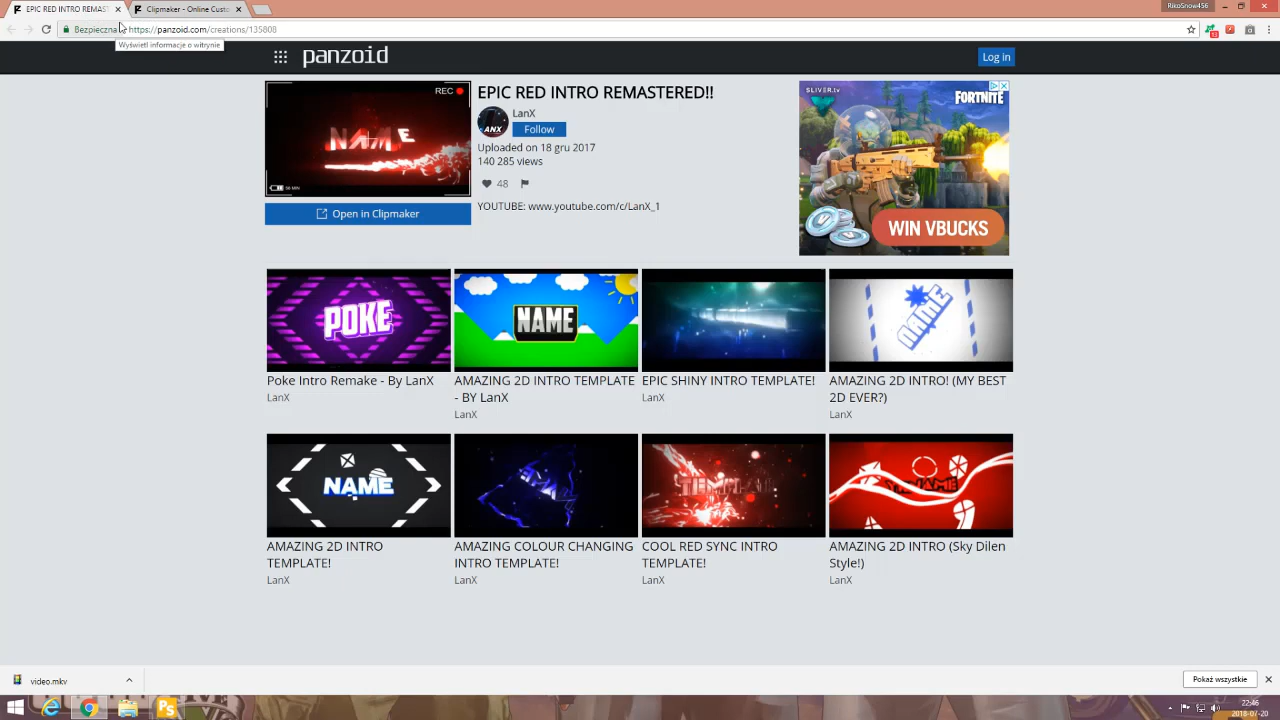 EPIC RED INTRO REMAST
Clipmaker - Online Custo
RikoSnow456
Bezpieczna
https://panzoid.com/creations/135808
Wyświetl informacje o witrynie
panzoid
Log in
REC
NAME
EPIC RED INTRO REMASTERED!!
LanX
ANX
Follow
Uploaded on 18 gru 2017
140 285 views
48
YOUTUBE: www.youtube.com/c/LanX_1
Open in Clipmaker
SLIVER.tv
FORTNITE
WIN VBUCKS
POKE
NAME
NAME
Poke Intro Remake - By LanX
LanX
AMAZING 2D INTRO TEMPLATE
- BY LanX
LanX
EPIC SHINY INTRO TEMPLATE!
LanX
AMAZING 2D INTRO! (MY BEST
2D EVER?)
LanX
NAME
AMAZING 2D INTRO
TEMPLATE!
LanX
AMAZING COLOUR CHANGING
INTRO TEMPLATE!
LanX
COOL RED SYNC INTRO
TEMPLATE!
LanX
AMAZING 2D INTRO (Sky Dilen
Style!)
LanX
video.mkv
Pokaż wszystkie
Ps
22:46
2018-07-20